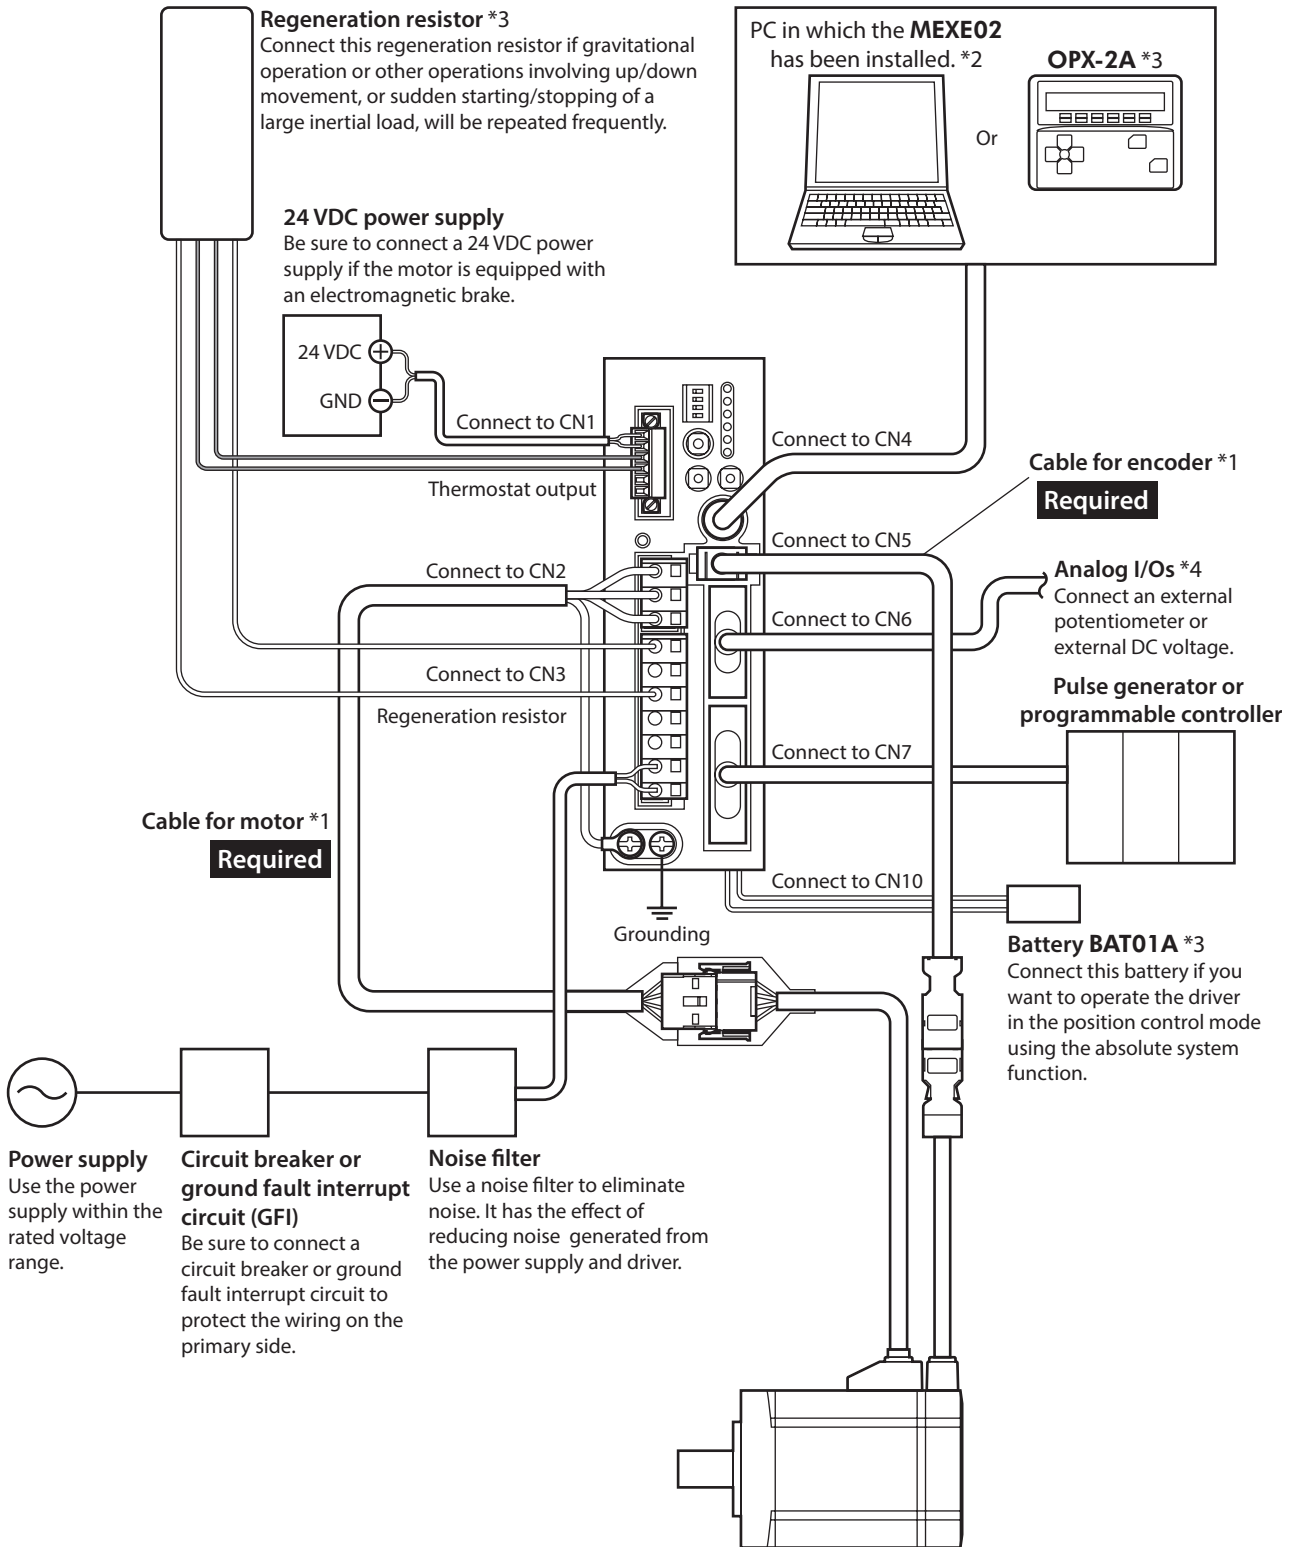 Regeneration resistor *3
Connect this regeneration resistor if gravitational
operation or other operations involving up/down
movement, or sudden starting/stopping of a
large inertial load, will be repeated frequently.
PC in which the MEXE02
has been installed. *2
OPX-2A *3
Or
24 VDC power supply
Be sure to connect a 24 VDC power
supply if the motor is equipped with
an electromagnetic brake.
24 VDC
GND
Connect to CN1
Thermostat output
Connect to CN4
Cable for encoder *1
Required
Connect to CN5
Connect to CN2
Analog I/Os *4
Connect an external
potentiometer or
external DC voltage.
Connect to CN6
Connect to CN3
Regeneration resistor
Pulse generator or
programmable controller
Connect to CN7
Cable for motor *1
Required
Connect to CN10
Grounding
Battery BAT01A *3
Connect this battery if you
want to operate the driver
in the position control mode
using the absolute system
function.
Power supply
Use the power
supply within the
rated voltage
range.
Circuit breaker or
ground fault interrupt
circuit (GFI)
Be sure to connect a
circuit breaker or ground
fault interrupt circuit to
protect the wiring on the
primary side.
Noise filter
Use a noise filter to eliminate
noise. It has the effect of
reducing noise generated from
the power supply and driver.